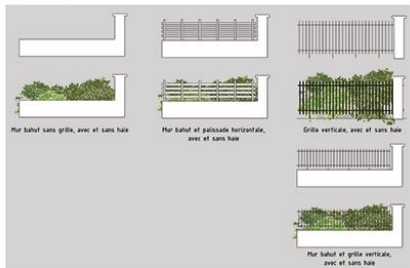 Mur bahut sans grille, avec et sans haie
Mur bahut et palissade horizontale,
avec et sans haie
Grille verticale, avec et sans haie
Mur bahut et grille verticale,
avec et sans haie